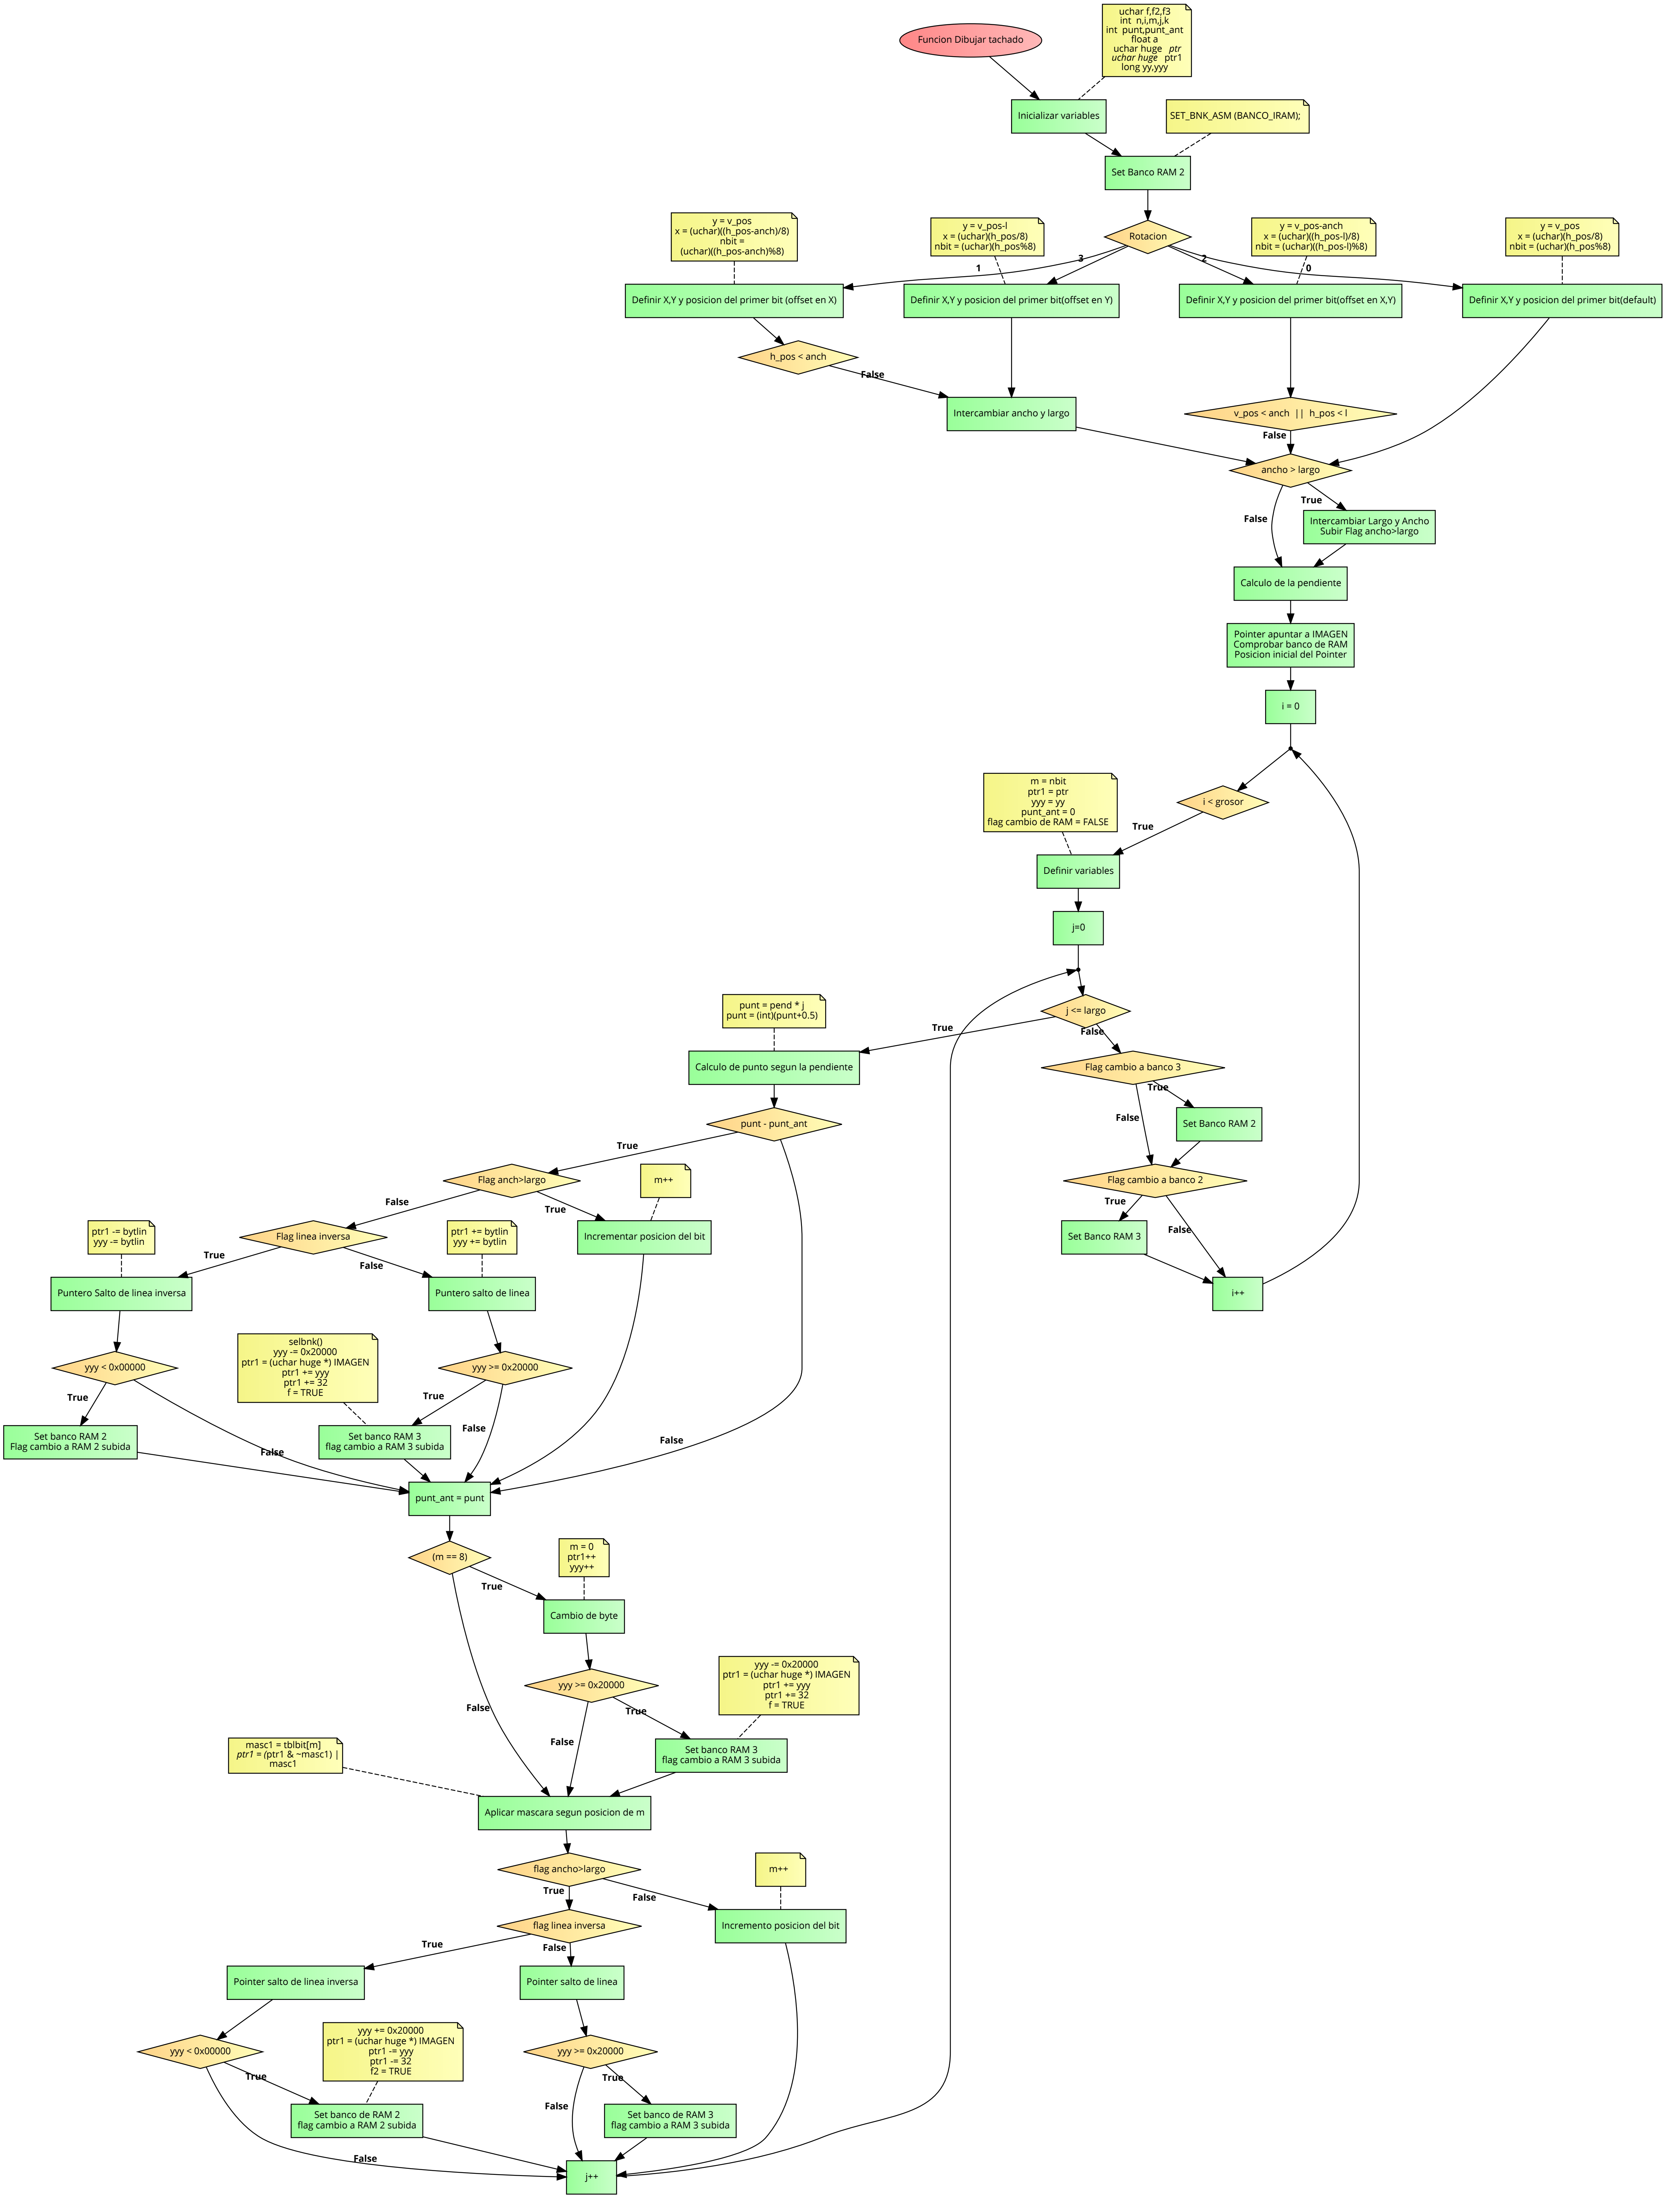 uchar f,f2,f3
int n,i,m,j,k
int punt,punt_ant
float a
uchar huge ptr
uchar huge ptr1
long yy,yyy
Funcion Dibujar tachado
Inicializar variables
SET_BNK_ASM (BANCO_IRAM);
Set Banco RAM 2
y = v_pos
x = (uchar)((h_pos-anch)/8)
nbit =
(uchar)((h_pos-anch)%8)
y = v_pos-l
x = (uchar)(h_pos/8)
nbit = (uchar)(h_pos%8)
Rotacion
y = v_pos-anch
x = (uchar)((h_pos-l)/8)
nbit = (uchar)((h_pos-l)%8)
y = v_pos
x = (uchar)(h_pos/8)
nbit = (uchar)(h_pos%8)
1
3
2
0
Definir X,Y y posicion del primer bit (offset en X)
Definir X,Y y posicion del primer bit(offset en Y)
Definir X,Y y posicion del primer bit(offset en X,Y)
Definir X,Y y posicion del primer bit(default)
h_pos < anch
False
Intercambiar ancho y largo
v_pos < anch || h_pos < l
False
ancho > largo
True
False
Intercambiar Largo y Ancho
Subir Flag ancho>largo
Calculo de la pendiente
Pointer apuntar a IMAGEN
Comprobar banco de RAM
Posicion inicial del Pointer
i = 0
m = nbit
ptr1 = ptr
yyy = yy
punt_ant = 0
flag cambio de RAM = FALSE
i < grosor
True
Definir variables
j=0
punt = pend * j
punt = (int)(punt+0.5)
j <= largo
True
False
Calculo de punto segun la pendiente
Flag cambio a banco 3
True
False
Set Banco RAM 2
punt - punt_ant
True
Flag anch>largo
m++
Flag cambio a banco 2
False
True
True
False
ptr1 -= bytlin
yyy -= bytlin
Flag linea inversa
ptr1 += bytlin
yyy += bytlin
Incrementar posicion del bit
Set Banco RAM 3
True
False
Puntero Salto de linea inversa
Puntero salto de linea
i++
selbnk()
yyy -= 0x20000
ptr1 = (uchar huge *) IMAGEN
ptr1 += yyy
ptr1 += 32
f = TRUE
yyy < 0x00000
yyy >= 0x20000
True
True
False
False
False
Set banco RAM 2
Flag cambio a RAM 2 subida
Set banco RAM 3
flag cambio a RAM 3 subida
punt_ant = punt
(m == 8)
m = 0
ptr1++
yyy++
True
Cambio de byte
yyy >= 0x20000
yyy -= 0x20000
ptr1 = (uchar huge *) IMAGEN
ptr1 += yyy
ptr1 += 32
f = TRUE
False
True
False
masc1 = tblbit[m]
ptr1 = (ptr1 & ~masc1) |
masc1
Set banco RAM 3
flag cambio a RAM 3 subida
Aplicar mascara segun posicion de m
flag ancho>largo
m++
True
False
flag linea inversa
Incremento posicion del bit
True
False
Pointer salto de linea inversa
Pointer salto de linea
yyy < 0x00000
yyy += 0x20000
ptr1 = (uchar huge *) IMAGEN
ptr1 -= yyy
ptr1 -= 32
f2 = TRUE
yyy >= 0x20000
True
True
False
Set banco de RAM 2
flag cambio a RAM 2 subida
Set banco de RAM 3
flag cambio a RAM 3 subida
False
j++